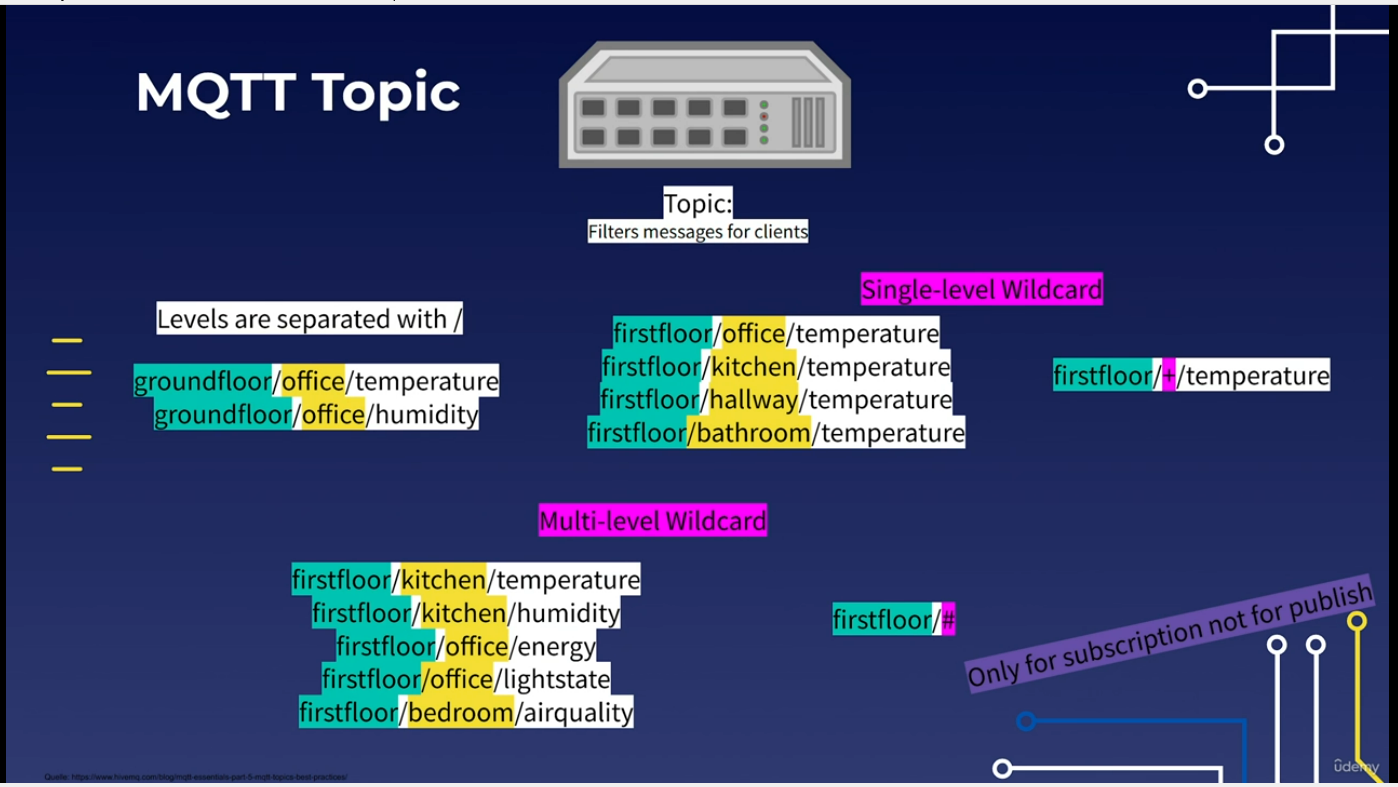 MQTT Topic
Topic:
Filters messages for clients
Levels are separated with /
groundfloor/office/temperature
groundfloor/office/humidity
Single-level Wildcard
firstfloor/office/temperature
firstfloor/kitchen/temperature
firstfloor/hallway/temperature
firstfloor/bathroom/temperature
firstfloor/+/temperature
Multi-level Wildcard
firstfloor/kitchen/temperature
firstfloor/kitchen/humidity
firstfloor/office/energy
firstfloor/office/lightstate
firstfloor/bedroom/airquality
firstfloor/#
Only for subscription not for publish
Quelle: https://www.hivemq.com/blog/mqtt-essentials-part-5-mqtt-topics-best-practices/
ûdemy